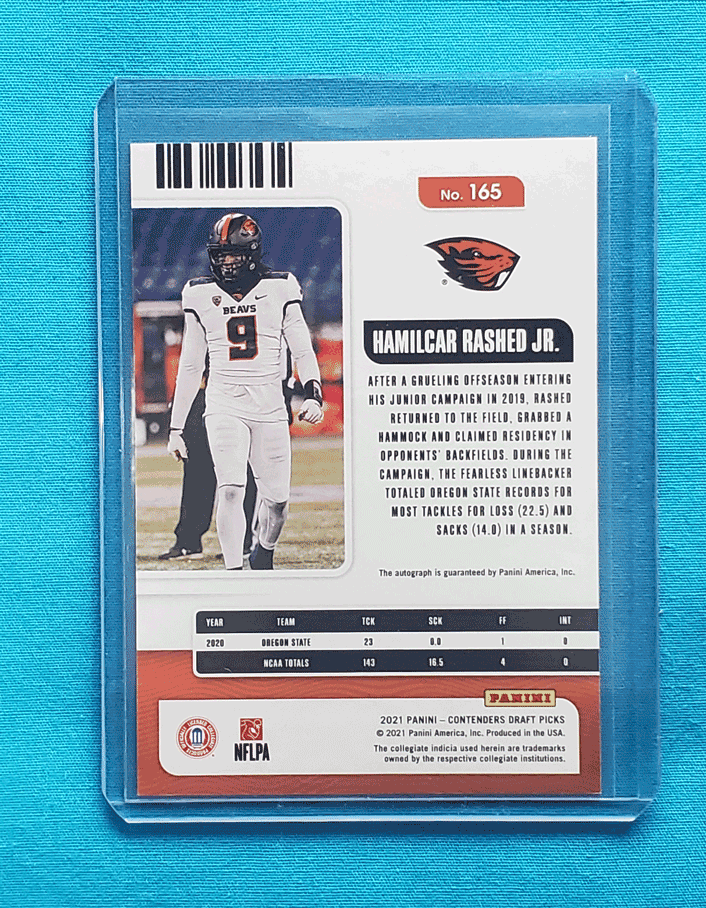 No. 165
BEAVS
9
®
HAMILCAR RASHED JR.
AFTER A GRUELING OFFSEASON ENTERING
HIS JUNIOR CAMPAIGN IN 2019, RASHED
RETURNED TO THE FIELD, GRABBED A
HAMMOCK AND CLAIMED RESIDENCY IN
OPPONENTS' BACKFIELDS. DURING THE
CAMPAIGN, THE FEARLESS LINEBACKER
TOTALED OREGON STATE RECORDS FOR
MOST TACKLES FOR LOSS (22.5) AND
SACKS (14.0) IN A SEASON.
The autograph is guaranteed by Panini America, Inc.
YEAR TEAM TCK SCK FF INT
2020 OREGON STATE 23 0.0 1 0
NCAA TOTALS 143 16.5 4 0
PANINI
2021 PANINI – CONTENDERS DRAFT PICKS
© 2021 Panini America, Inc. Produced in the USA.
The collegiate indicia used herein are trademarks
owned by the respective collegiate institutions.
NFLPA